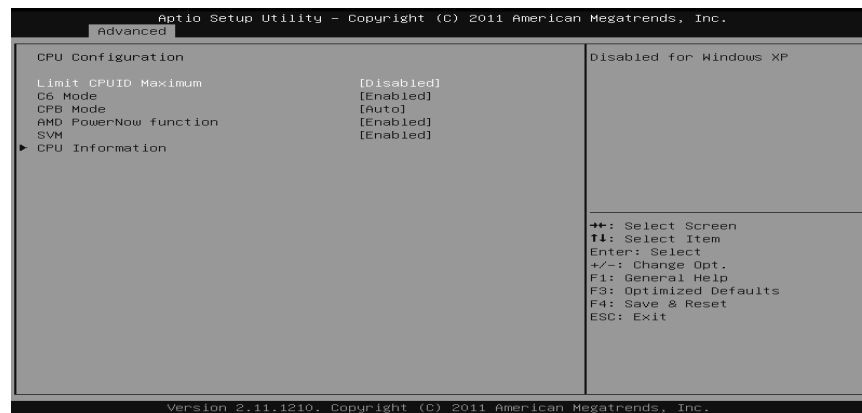 Aptio Setup Utility – Copyright (C) 2011 American Megatrends, Inc.
Advanced
CPU Configuration
Limit CPUID Maximum [Disabled]
C6 Mode [Enabled]
CPB Mode [Auto]
AMD PowerNow function [Enabled]
SVM [Enabled]
► CPU Information
Disabled for Windows XP
→←: Select Screen
↑↓: Select Item
Enter: Select
+/-: Change Opt.
F1: General Help
F3: Optimized Defaults
F4: Save & Reset
ESC: Exit
Version 2.11.1210. Copyright (C) 2011 American Megatrends, Inc.